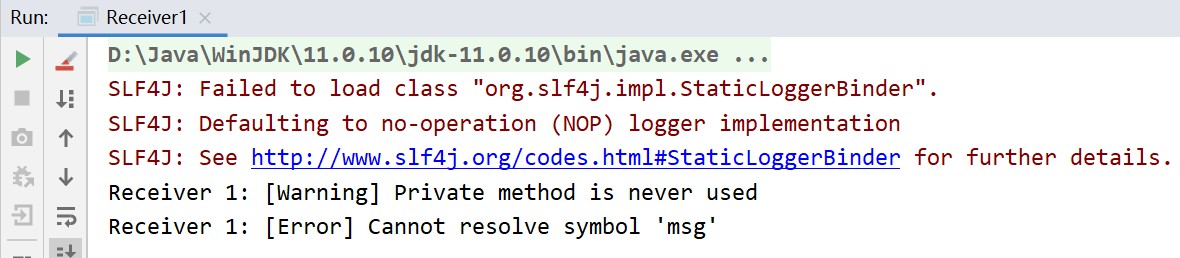 Run: Receiver1
D:\Java\WinJDK\11.0.10\jdk-11.0.10\bin\java.exe ...
SLF4J: Failed to load class "org.slf4j.impl.StaticLoggerBinder".
SLF4J: Defaulting to no-operation (NOP) logger implementation
SLF4J: See http://www.slf4j.org/codes.html#StaticLoggerBinder for further details.
Receiver 1: [Warning] Private method is never used
Receiver 1: [Error] Cannot resolve symbol 'msg'